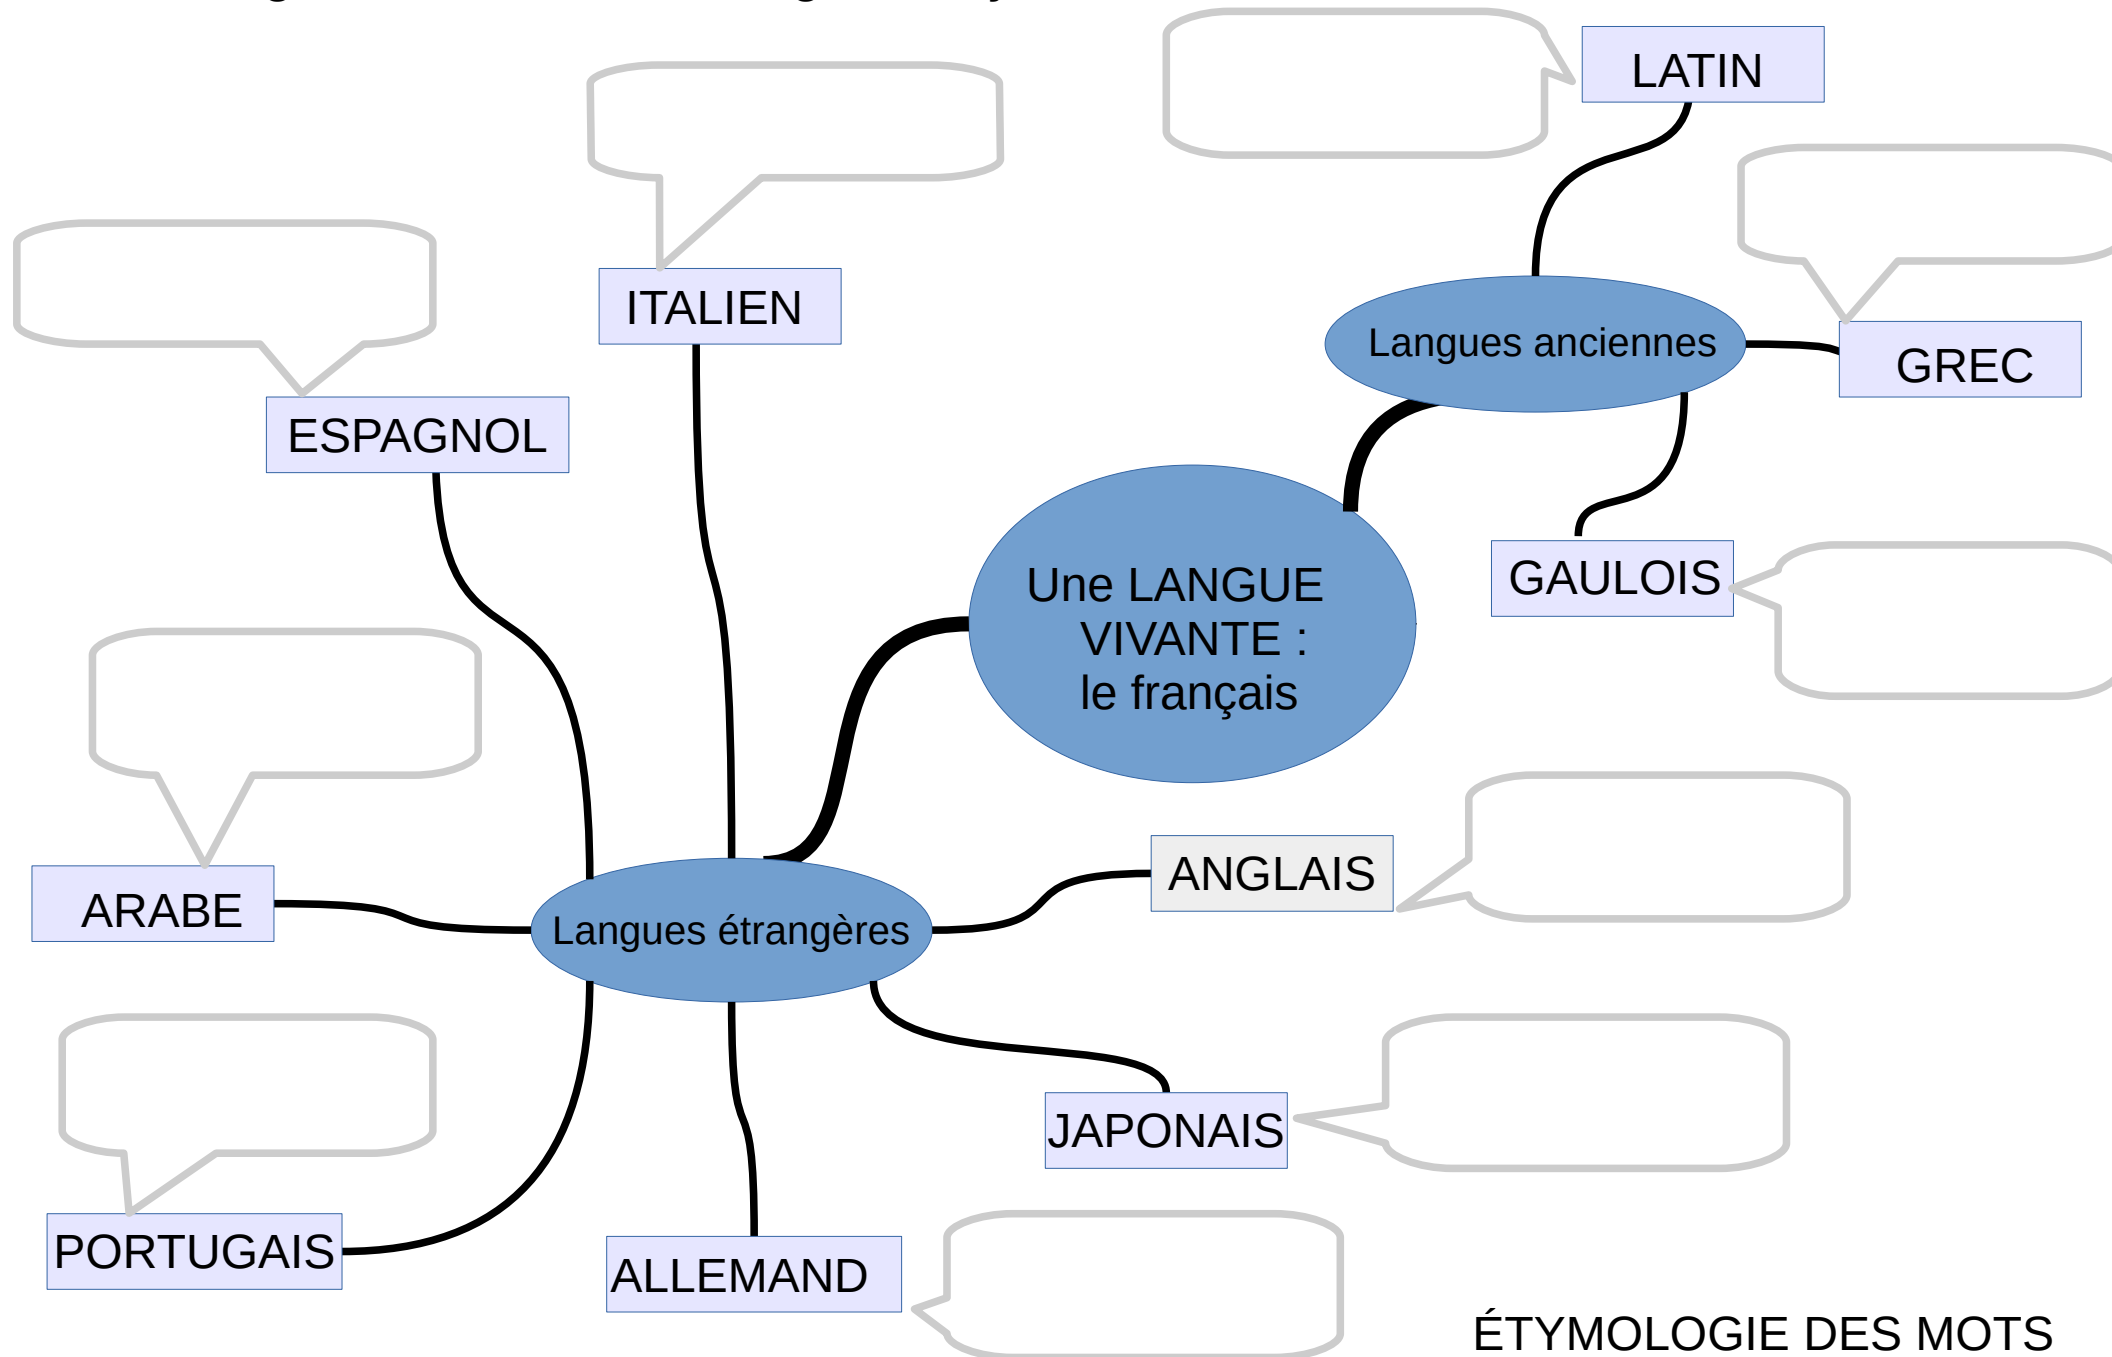 LATIN
ITALIEN
Langues anciennes
GREC
ESPAGNOL
Une LANGUE
VIVANTE :
le français
GAULOIS
ANGLAIS
ARABE
Langues étrangères
JAPONAIS
PORTUGAIS
ALLEMAND
ÉTYMOLOGIE DES MOTS